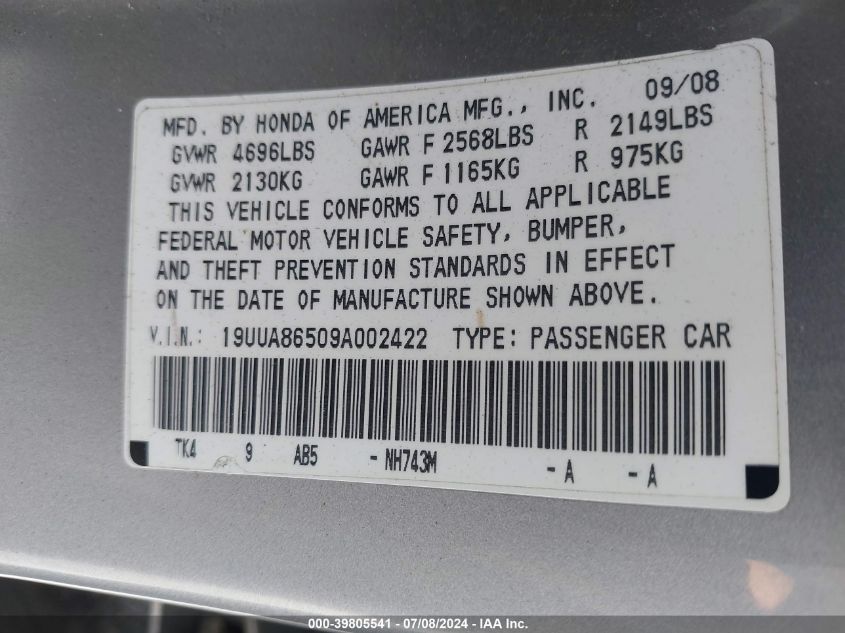 MFD. BY HONDA OF AMERICA MFG., INC. 09/08
GVWR 4696LBS GAWR F 2568LBS R 2149LBS
GVWR 2130KG GAWR F 1165KG R 975KG
THIS VEHICLE CONFORMS TO ALL APPLICABLE
FEDERAL MOTOR VEHICLE SAFETY, BUMPER,
AND THEFT PREVENTION STANDARDS IN EFFECT
ON THE DATE OF MANUFACTURE SHOWN ABOVE.
V.I.N.: 19UUA86509A002422 TYPE: PASSENGER CAR
TK4 9 AB5 - NH743M - A - A
000-39805541 - 07/08/2024 - IAA Inc.